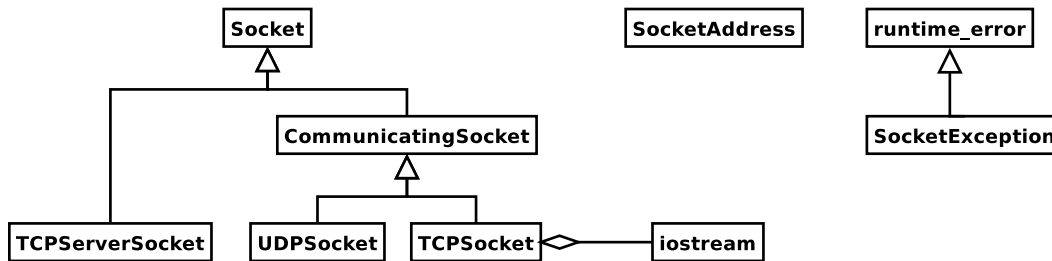 Socket
SocketAddress
runtime_error
CommunicatingSocket
SocketException
TCPServerSocket
UDPSocket
TCPSocket
iostream